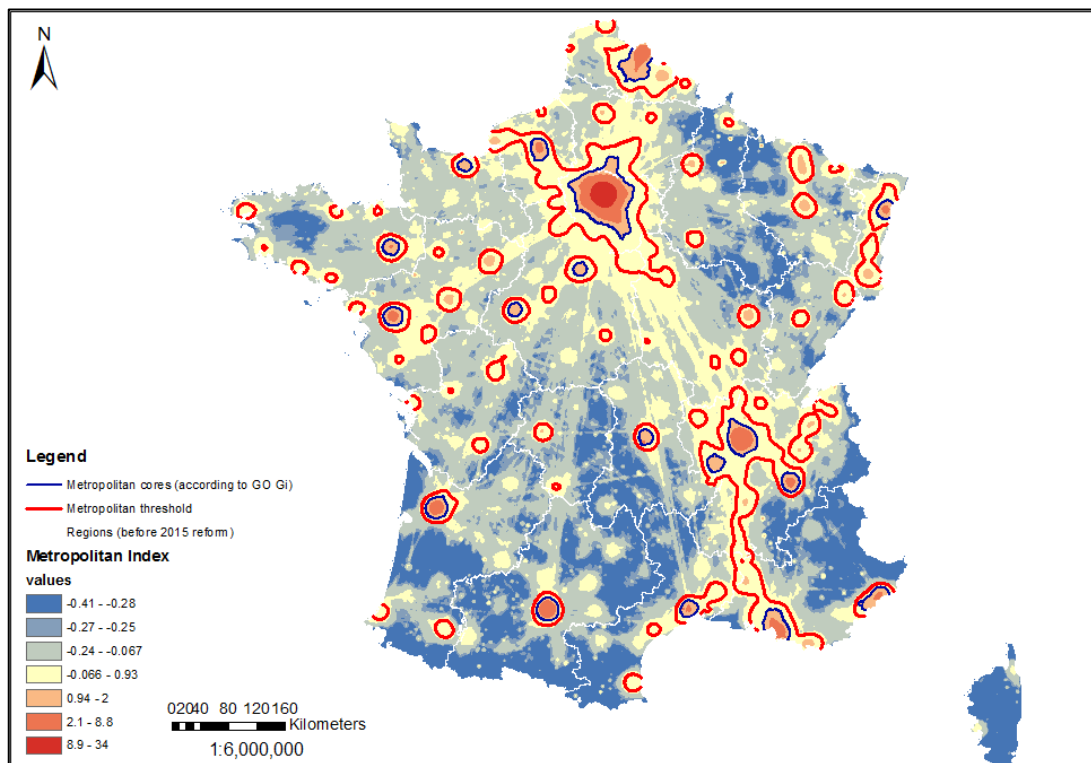 N
Legend
Metropolitan cores (according to GO Gi)
Metropolitan threshold
Regions (before 2015 reform)
Metropolitan Index
values
-0.41 - -0.28
-0.27 - -0.25
-0.24 - -0.067
-0.066 - 0.93
0.94 - 2
2.1 - 8.8
8.9 - 34
02040 80 120160
Kilometers
1:6,000,000